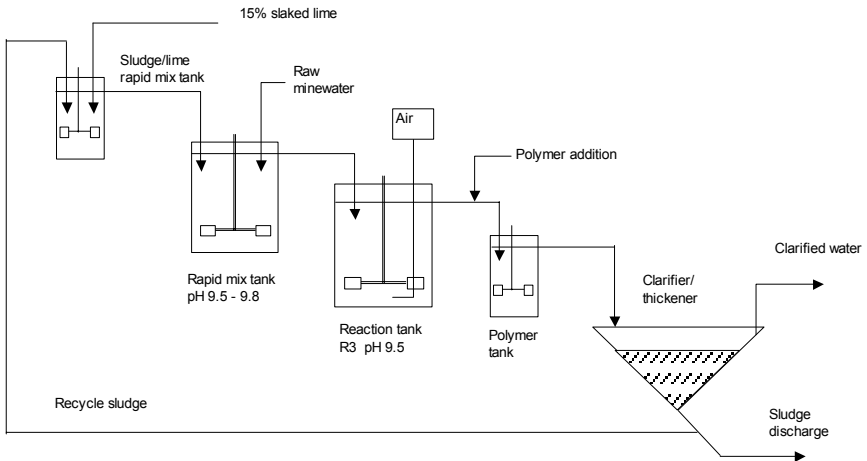 15% slaked lime
Sludge/lime
rapid mix tank
Raw
minewater
Air
Polymer addition
Clarified water
Rapid mix tank
pH 9.5 - 9.8
Clarifier/
thickener
Reaction tank
R3 pH 9.5
Polymer
tank
Recycle sludge
Sludge
discharge